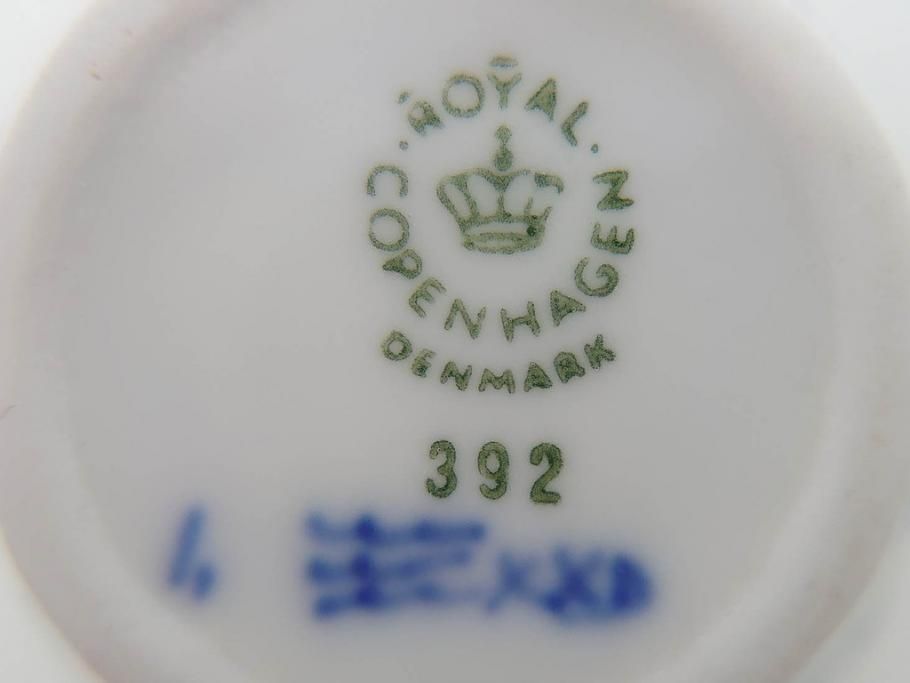 ROYAL
COPENHAGEN
DENMARK
392